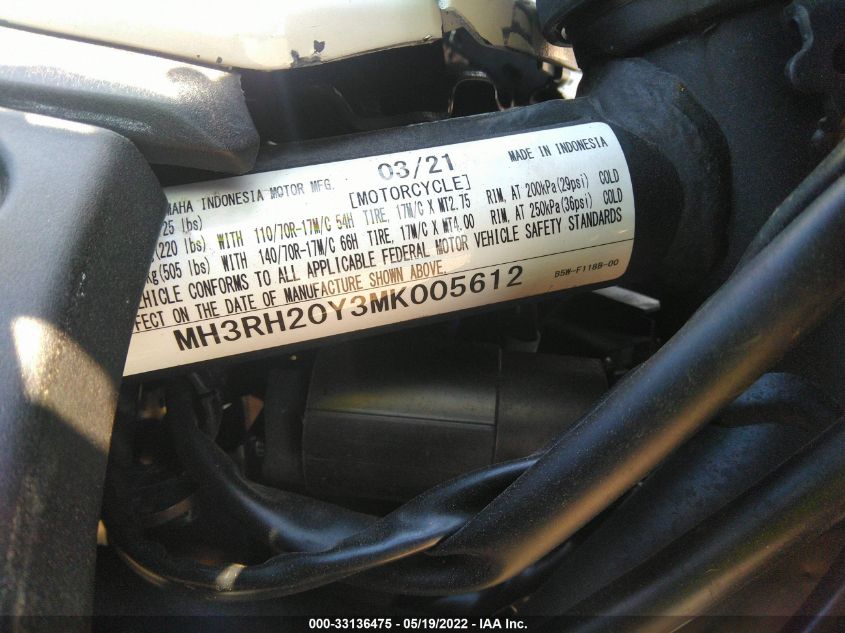 03/21
MAHA INDONESIA MOTOR MFG. [MOTORCYCLE] MADE IN INDONESIA
25 lbs)
(220 lbs) WITH 110/70R-17M/C 54H TIRE, 17M/C X MT2.75 RIM, AT 200kPa(29psi) COLD
kg(505 lbs) WITH 140/70R-17M/C 66H TIRE, 17M/C X MT4.00 RIM, AT 250kPa(36psi) COLD
EHICLE CONFORMS TO ALL APPLICABLE FEDERAL MOTOR VEHICLE SAFETY STANDARDS
FECT ON THE DATE OF MANUFACTURE SHOWN ABOVE.
MH3RH20Y3MK005612
B5W-F118B-00
000-33136475 - 05/19/2022 - IAA Inc.